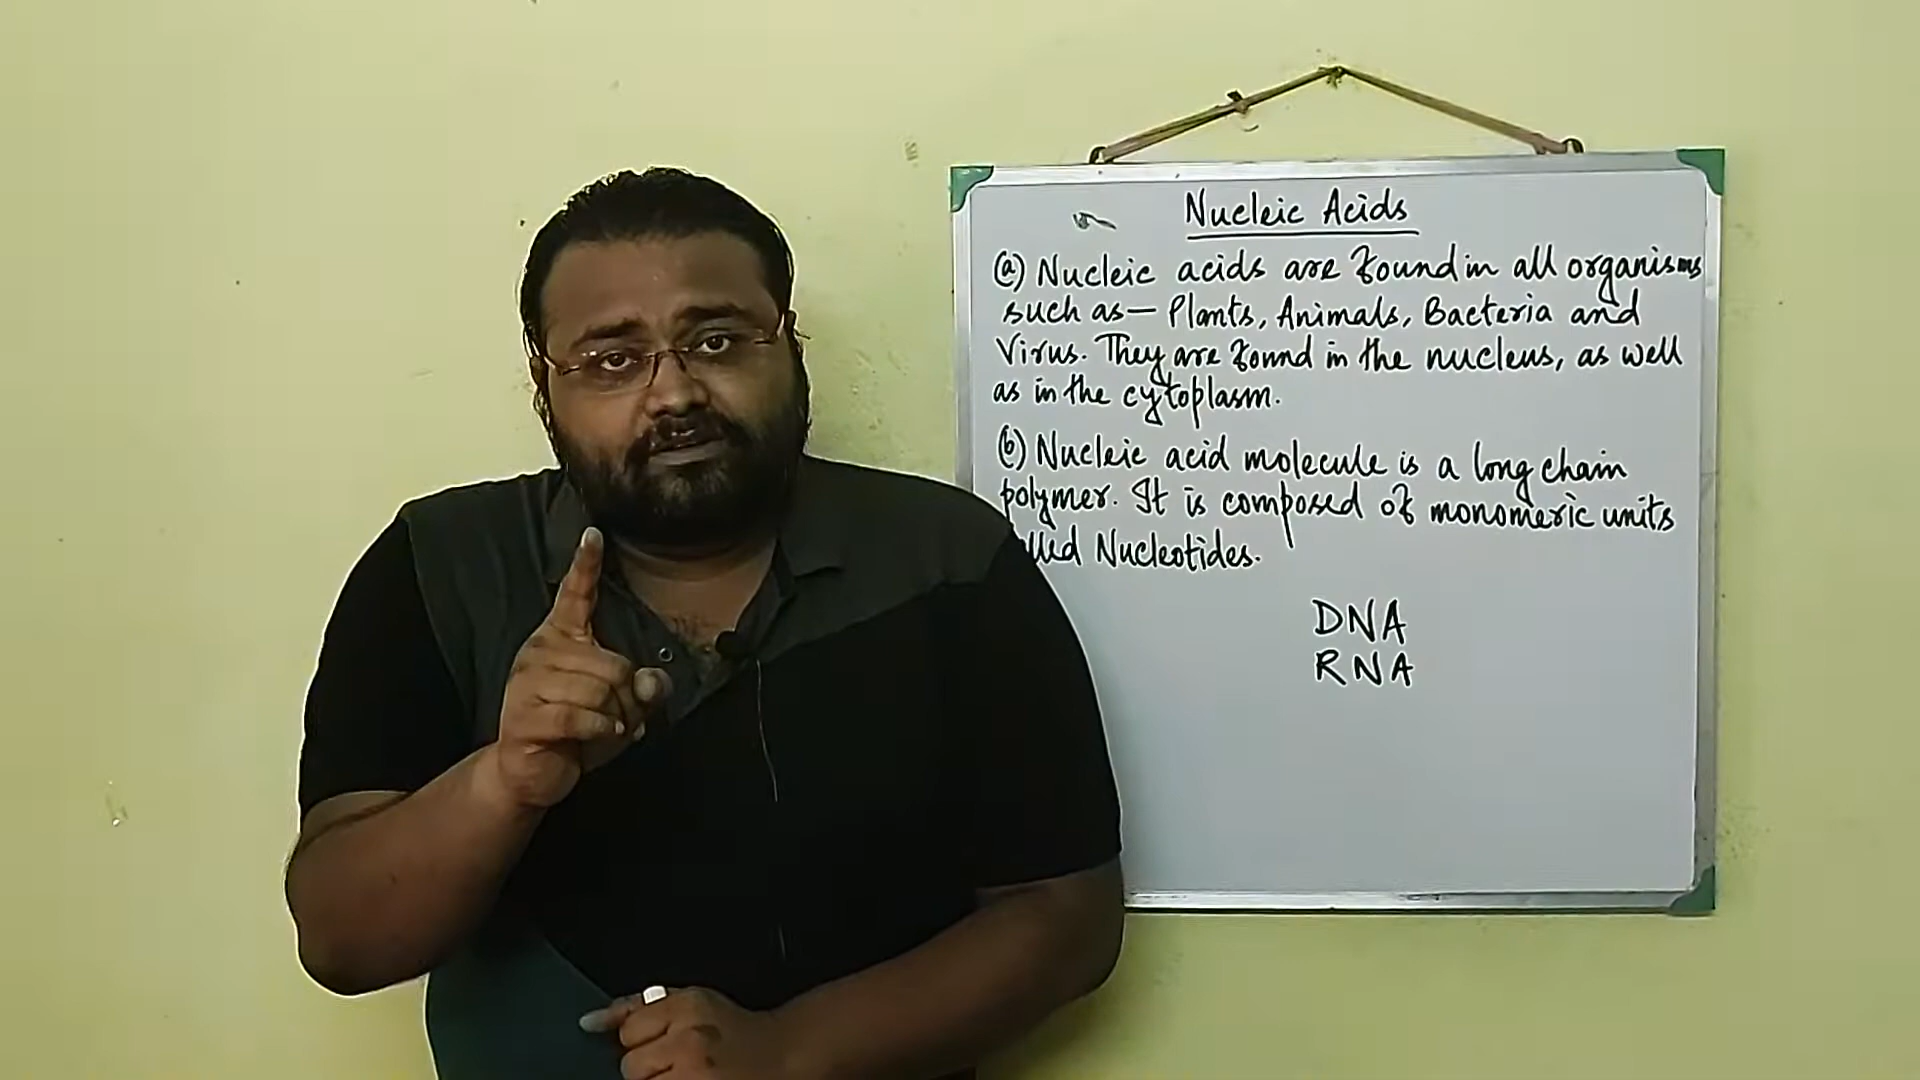 Nucleic Acids
(a) Nucleic acids are found in all organisms
such as— Plants, Animals, Bacteria and
Virus. They are found in the nucleus, as well
as in the cytoplasm.
(b) Nucleic acid molecule is a long chain
polymer. It is composed of monomeric units
lled Nucleotides.
DNA
RNA